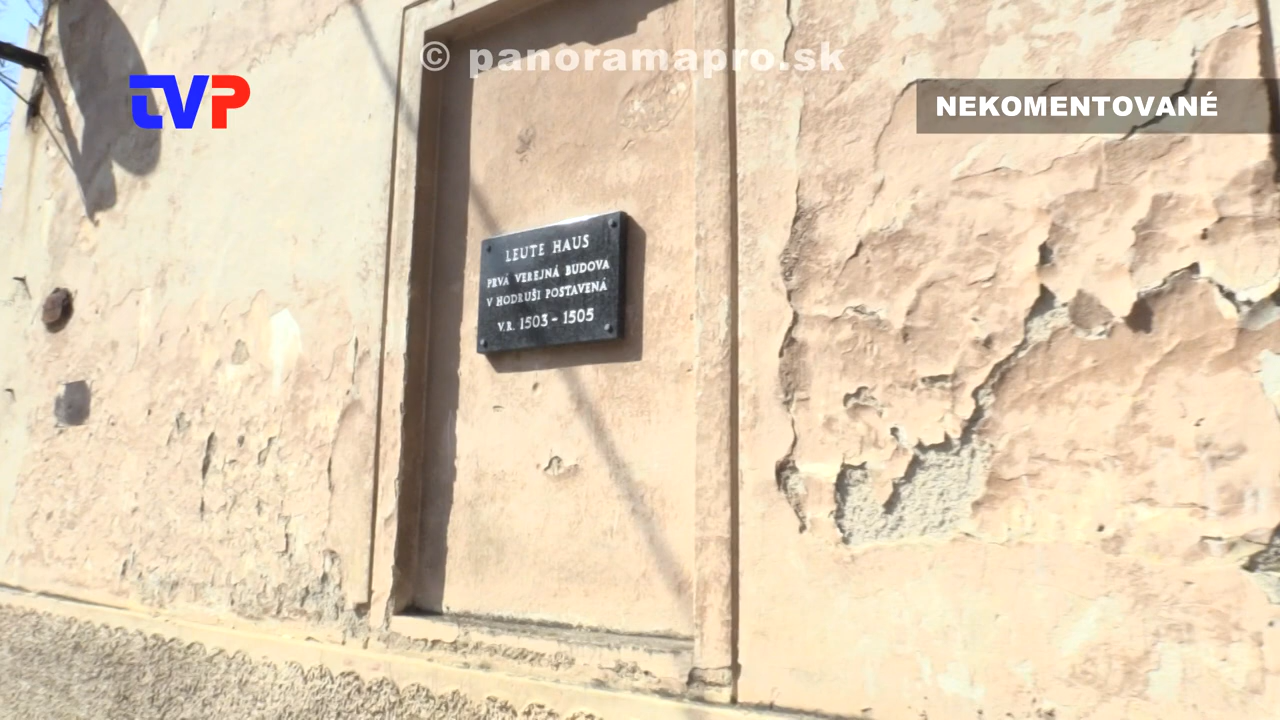 © panoramapro.sk
TVP
NEKOMENTOVANÉ
LEUTE HAUS
PRVÁ VEREJNÁ BUDOVA
V HODRUŠI POSTAVENÁ
V.R. 1503 - 1505